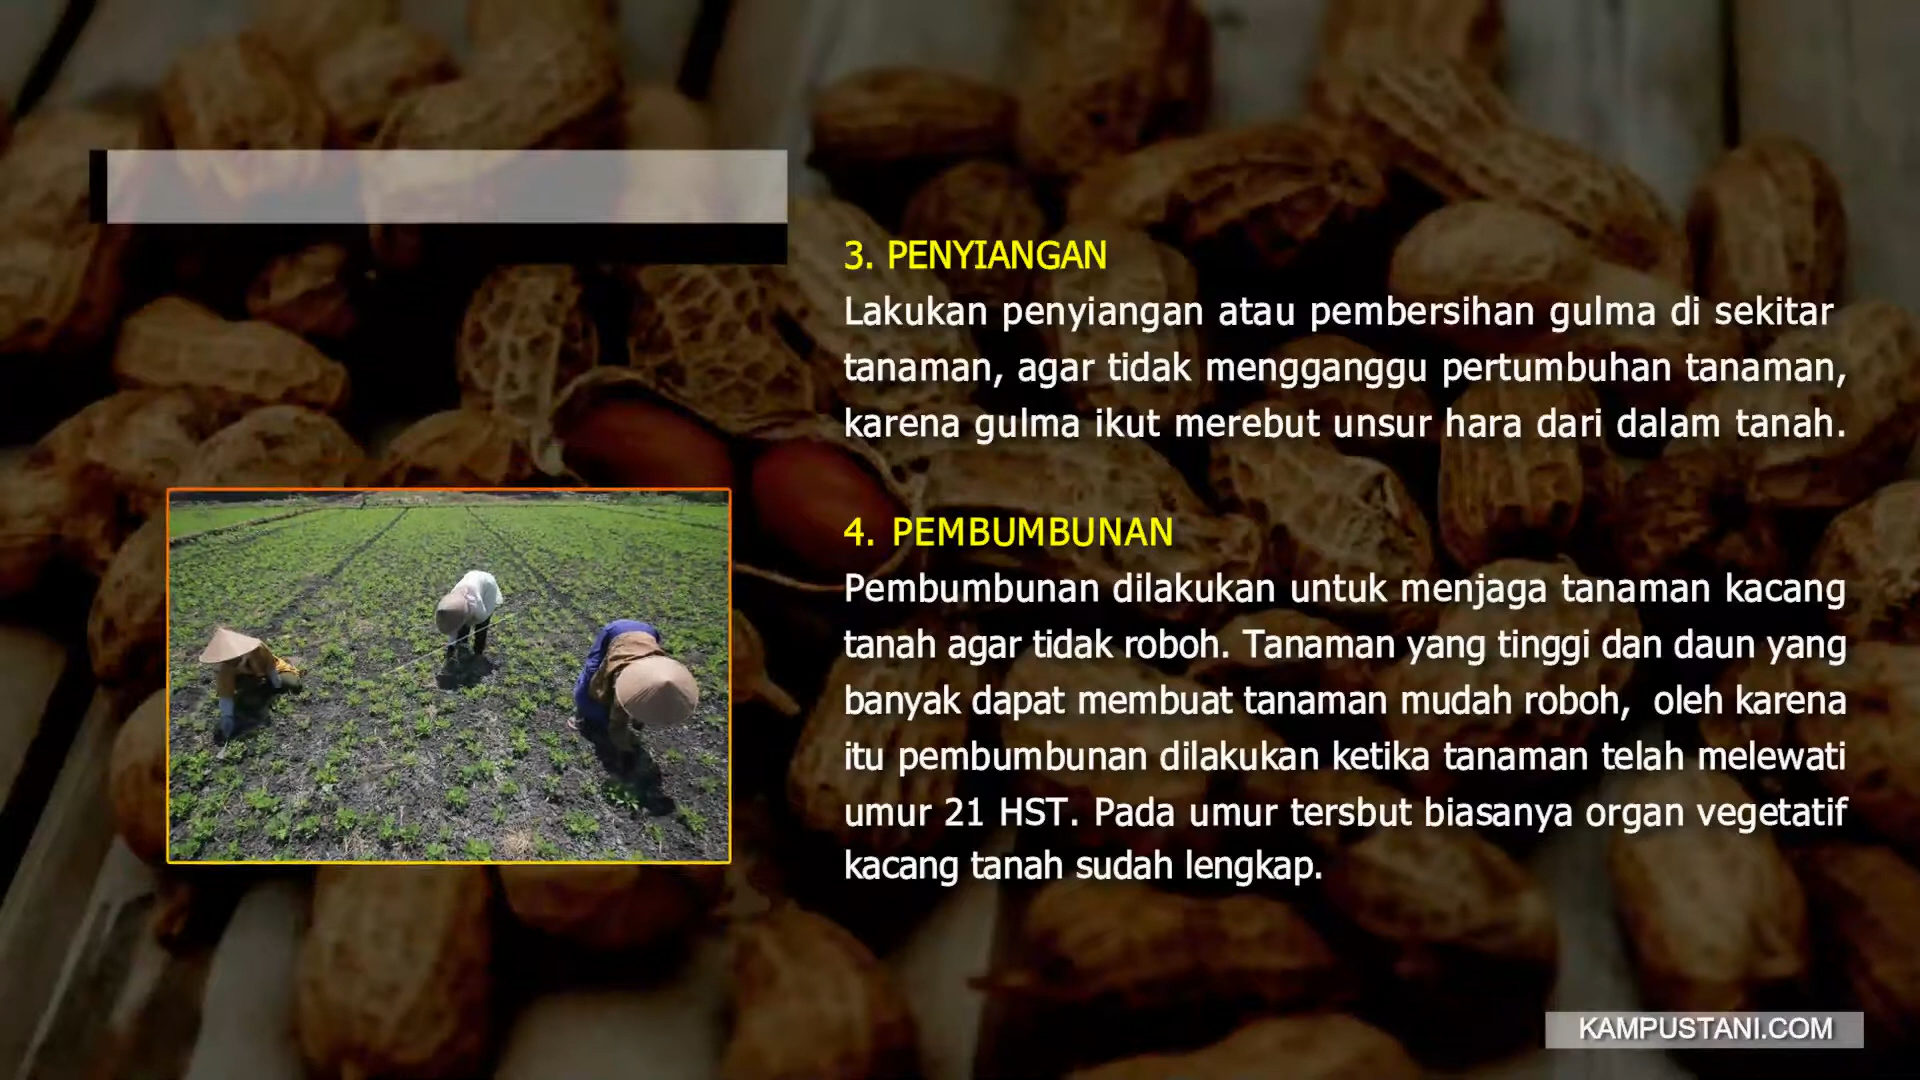 3. PENYIANGAN
Lakukan penyiangan atau pembersihan gulma di sekitar
tanaman, agar tidak mengganggu pertumbuhan tanaman,
karena gulma ikut merebut unsur hara dari dalam tanah.
4. PEMBUMBUNAN
Pembumbunan dilakukan untuk menjaga tanaman kacang
tanah agar tidak roboh. Tanaman yang tinggi dan daun yang
banyak dapat membuat tanaman mudah roboh, oleh karena
itu pembumbunan dilakukan ketika tanaman telah melewati
umur 21 HST. Pada umur tersbut biasanya organ vegetatif
kacang tanah sudah lengkap.
KAMPUSTANI.COM